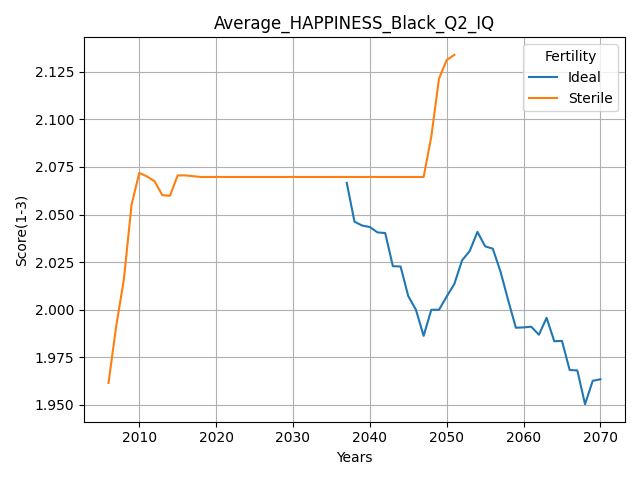 Average_HAPPINESS_Black_Q2_IQ
Fertility
Ideal
Sterile
Score(1-3)
2.125
2.100
2.075
2.050
2.025
2.000
1.975
1.950
2010 2020 2030 2040 2050 2060 2070
Years